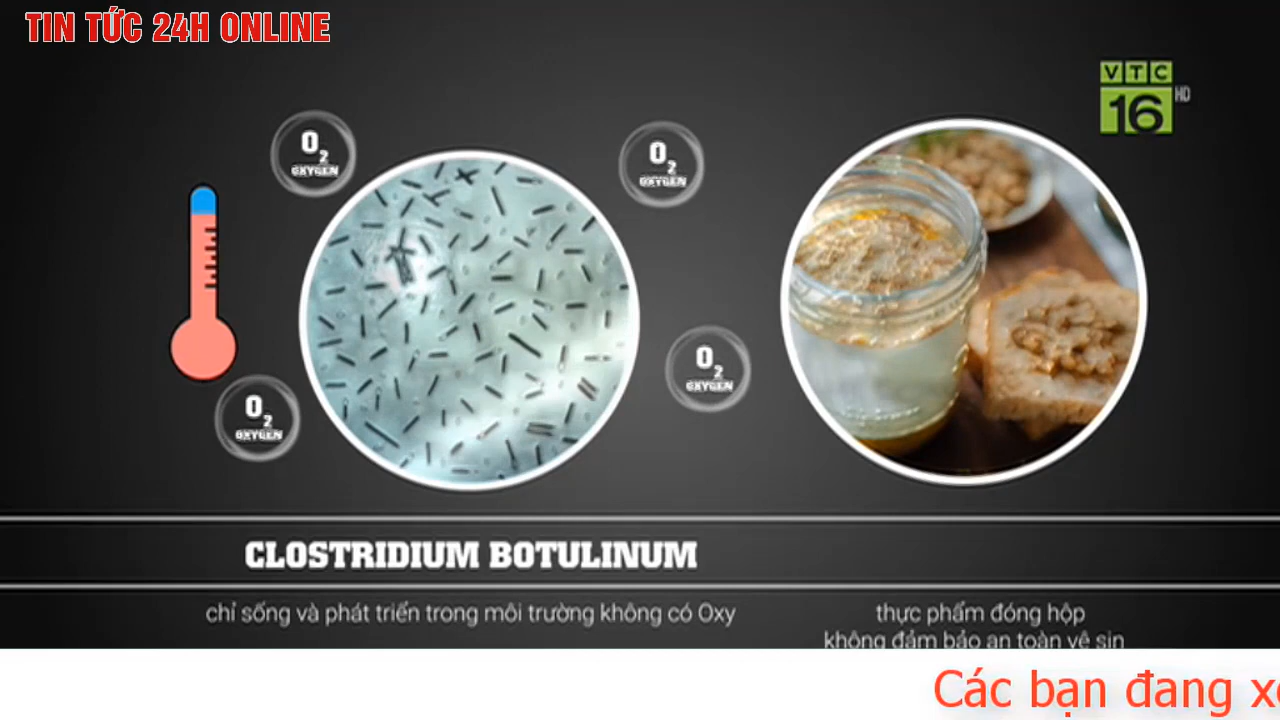 TIN TỨC 24H ONLINE
VTC
16 HD
O2
OXYGEN
O2
OXYGEN
O2
OXYGEN
O2
OXYGEN
CLOSTRIDIUM BOTULINUM
chỉ sống và phát triển trong môi trường không có Oxy
thực phẩm đóng hộp
không đảm bảo an toàn vệ sin
Các bạn đang